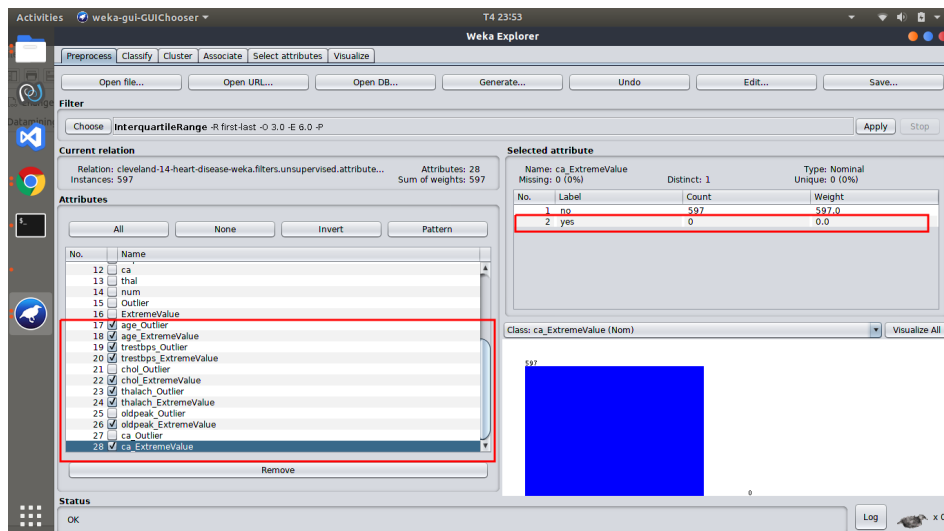 Activities weka-gui-GUIChooser T4 23:53
Weka Explorer
Preprocess Classify Cluster Associate Select attributes Visualize
Open file... Open URL... Open DB... Generate... Undo Edit... Save...
Filter
Choose InterquartileRange -R first-last -O 3.0 -E 6.0 -P Apply Stop
Current relation
Relation: cleveland-14-heart-disease-weka.filters.unsupervised.attribute... Attributes: 28
Instances: 597 Sum of weights: 597
Attributes
All None Invert Pattern
No. Name
12 ca
13 thal
14 num
15 Outlier
16 ExtremeValue
17 age_Outlier
18 age_ExtremeValue
19 trestbps_Outlier
20 trestbps_ExtremeValue
21 chol_Outlier
22 chol_ExtremeValue
23 thalach_Outlier
24 thalach_ExtremeValue
25 oldpeak_Outlier
26 oldpeak_ExtremeValue
27 ca_Outlier
28 ca_ExtremeValue
Remove
Selected attribute
Name: ca_ExtremeValue Type: Nominal
Missing: 0 (0%) Distinct: 1 Unique: 0 (0%)
No. Label Count Weight
1 no 597 597.0
2 yes 0 0.0
Class: ca_ExtremeValue (Nom) Visualize All
597
0
Status
OK
Log x 0